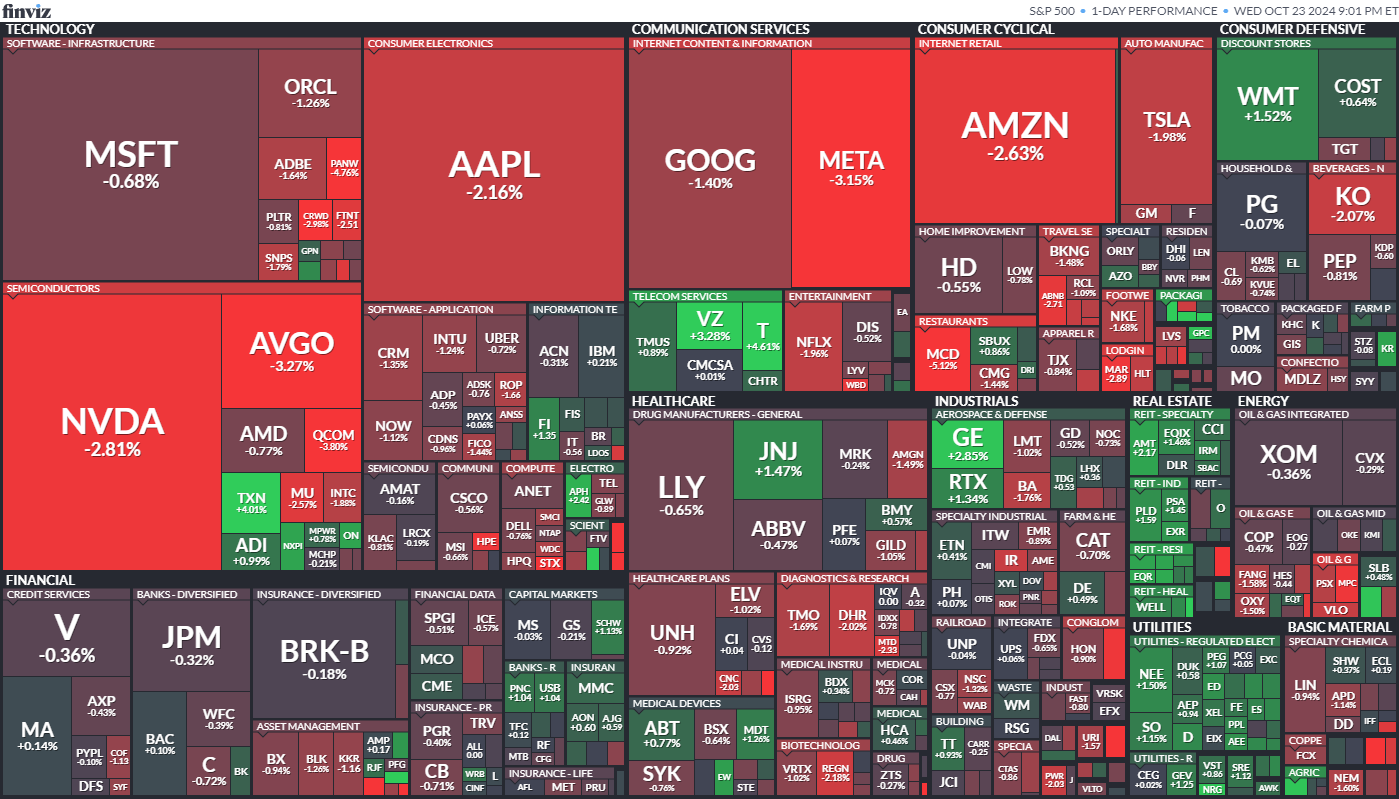 finviz
S&P 500 • 1-DAY PERFORMANCE • WED OCT 23 2024 9:01 PM ET
TECHNOLOGY
SOFTWARE - INFRASTRUCTURE
MSFT
-0.68%
ORCL
-1.26%
ADBE
-1.64%
PANW
-4.76%
PLTR
-0.81%
CRWD
-2.98%
FTNT
-2.51
SNPS
-1.79%
GPN
CONSUMER ELECTRONICS
AAPL
-2.16%
SEMICONDUCTORS
NVDA
-2.81%
AVGO
-3.27%
AMD
-0.77%
QCOM
-3.80%
TXN
+4.01%
MU
-2.57%
INTC
-1.88%
ADI
+0.99%
NXPI
MPWR
+0.78%
ON
MCHP
-0.21%
SOFTWARE - APPLICATION
CRM
-1.35%
INTU
-1.24%
UBER
-0.72%
NOW
-1.12%
ADP
-0.45%
ADSK
-0.76
ROP
-1.66
PAYX
+0.06%
ANSS
CDNS
-0.96%
FICO
-1.44%
INFORMATION TE
ACN
-0.31%
IBM
+0.21%
FI
+1.35
FIS
IT
-0.56
BR
LDOS
SEMICONDU
AMAT
-0.16%
KLAC
-0.81%
LRCX
-0.19%
COMMUNI
CSCO
-0.56%
MSI
-0.66%
HPE
COMPUTE
ANET
DELL
-0.76%
SMCI
NTAP
WDC
HPQ
STX
ELECTRO
APH
+2.42
TEL
GLW
-0.89
SCIENT
FTV
COMMUNICATION SERVICES
INTERNET CONTENT & INFORMATION
GOOG
-1.40%
META
-3.15%
TELECOM SERVICES
TMUS
+0.89%
VZ
+3.28%
T
+4.61%
CMCSA
+0.01%
CHTR
ENTERTAINMENT
NFLX
-1.96%
DIS
-0.52%
LYV
WBD
EA
CONSUMER CYCLICAL
INTERNET RETAIL
AMZN
-2.63%
AUTO MANUFAC
TSLA
-1.98%
GM
F
HOME IMPROVEMENT
HD
-0.55%
LOW
-0.78%
TRAVEL SE
BKNG
-1.48%
ABNB
-2.71
RCL
-1.09%
SPECIALT
ORLY
AZO
BBY
RESIDEN
DHI
-0.06
LEN
NVR
PHM
RESTAURANTS
MCD
-5.12%
SBUX
+0.86%
CMG
-1.44%
DRI
APPAREL R
TJX
-0.84%
FOOTWE
NKE
-1.68%
LODGIN
MAR
-2.89
HLT
PACKAGI
LVS
GPC
CONSUMER DEFENSIVE
DISCOUNT STORES
WMT
+1.52%
COST
+0.64%
TGT
HOUSEHOLD &
PG
-0.07%
CL
-0.69
KMB
-0.62%
EL
KVUE
-0.74%
BEVERAGES - N
KO
-2.07%
PEP
-0.81%
KDP
-0.60
TOBACCO
PM
0.00%
MO
PACKAGED F
KHC
K
GIS
CONFECTIO
MDLZ
HSY
FARM P
STZ
-0.08
KR
SYY
HEALTHCARE
DRUG MANUFACTURERS - GENERAL
LLY
-0.65%
JNJ
+1.47%
MRK
-0.24%
AMGN
-1.49%
ABBV
-0.47%
PFE
+0.07%
BMY
+0.57%
GILD
-1.05%
HEALTHCARE PLANS
UNH
-0.92%
ELV
-1.02%
CI
+0.04
CVS
-0.12
CNC
-2.03
DIAGNOSTICS & RESEARCH
TMO
-1.69%
DHR
-2.02%
IQV
0.00
A
-0.32
IDXX
-0.78
MTD
-2.33
MEDICAL DEVICES
ABT
+0.77%
BSX
-0.64%
MDT
+1.26%
SYK
-0.76%
EW
STE
MEDICAL INSTRU
ISRG
-0.95%
BDX
+0.34%
MEDICAL
MCK
-0.72
COR
CAH
MEDICAL
HCA
+0.46%
BIOTECHNOLOG
VRTX
-1.02%
REGN
-2.18%
DRUG
ZTS
-0.27%
INDUSTRIALS
AEROSPACE & DEFENSE
GE
+2.85%
RTX
+1.34%
LMT
-1.02%
BA
-1.76%
GD
-0.52%
NOC
-0.73%
TDG
+0.53
LHX
+0.36
SPECIALTY INDUSTRIAL
ETN
+0.41%
ITW
EMR
-0.89%
CMI
IR
AME
PH
+0.07%
OTIS
XYL
DOV
ROK
PNR
FARM & HE
CAT
-0.70%
DE
+0.49%
RAILROAD
UNP
-0.04%
CSX
-0.77
NSC
-1.32%
WAB
INTEGRATE
UPS
+0.06%
FDX
-0.65%
CONGLOM
HON
-0.90%
WASTE
WM
RSG
INDUST
FAST
-0.80
VRSK
EFX
BUILDING
TT
+0.93%
CARR
-0.25
JCI
SPECIA
CTAS
-0.86
DAL
URI
-1.57
PWR
-2.03
J
VLTO
REAL ESTATE
REIT - SPECIALTY
AMT
+2.17
EQIX
+1.46%
CCI
IRM
DLR
SBAC
REIT - IND
PLD
+1.59
PSA
+1.45
EXR
REIT -
O
REIT - RESI
EQR
REIT - HEAL
WELL
ENERGY
OIL & GAS INTEGRATED
XOM
-0.36%
CVX
-0.29%
OIL & GAS E
COP
-0.47%
EOG
-0.27
FANG
-1.58%
HES
-0.44
OXY
-1.50%
EQT
OIL & GAS MID
OKE
KMI
OIL & G
PSX
MPC
VLO
SLB
+0.48%
UTILITIES
UTILITIES - REGULATED ELECT
NEE
+1.50%
DUK
+0.58
PEG
+1.07
PCG
+0.05
EXC
SO
+1.15%
AEP
+0.94
ED
XEL
FE
ES
PPL
D
EIX
AEE
UTILITIES - R
CEG
+0.02%
GEV
+1.25
VST
+0.86
NRG
SRE
+1.12
AWK
BASIC MATERIAL
SPECIALTY CHEMICA
LIN
-0.94%
SHW
+0.37%
ECL
+0.19
APD
-1.14%
DD
IFF
COPPE
FCX
AGRIC
NEM
-1.60%
FINANCIAL
CREDIT SERVICES
V
-0.36%
MA
+0.14%
AXP
-0.43%
PYPL
-0.10%
COF
-1.13
DFS
SYF
BANKS - DIVERSIFIED
JPM
-0.32%
BAC
+0.10%
WFC
-0.39%
C
-0.72%
BK
INSURANCE - DIVERSIFIED
BRK-B
-0.18%
ASSET MANAGEMENT
BX
-0.94%
BLK
-1.26%
KKR
-1.16
AMP
+0.17
RJF
PFG
FINANCIAL DATA
SPGI
-0.51%
ICE
-0.57%
MCO
CME
INSURANCE - PR
PGR
-0.40%
TRV
CB
-0.71%
ALL
0.00
WRB
L
CINF
CAPITAL MARKETS
MS
-0.03%
GS
-0.21%
SCHW
+1.13%
BANKS - R
PNC
+1.04
USB
+1.04
TFC
+0.12
RF
MTB
CFG
INSURAN
MMC
AON
+0.60
AJG
+0.59
INSURANCE - LIFE
AFL
MET
PRU